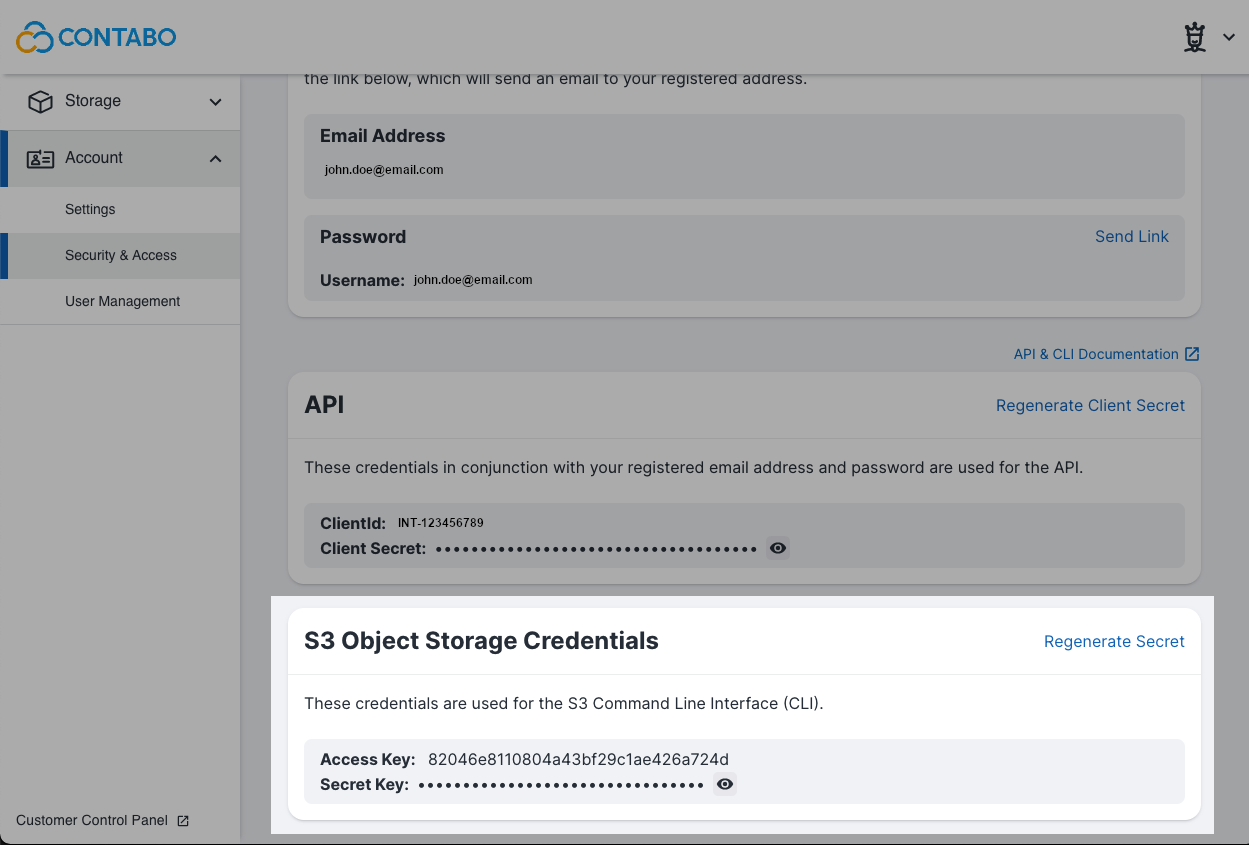 CONTABO
the link below, which will send an email to your registered address.
Storage
Account
Settings
Security & Access
User Management
Email Address
john.doe@email.com
Password Send Link
Username: john.doe@email.com
API & CLI Documentation
API Regenerate Client Secret
These credentials in conjunction with your registered email address and password are used for the API.
ClientId: INT-123456789
Client Secret: ••••••••••••••••••••••••••••••••••••
S3 Object Storage Credentials Regenerate Secret
These credentials are used for the S3 Command Line Interface (CLI).
Access Key: 82046e8110804a43bf29c1ae426a724d
Secret Key: ••••••••••••••••••••••••••••••••
Customer Control Panel